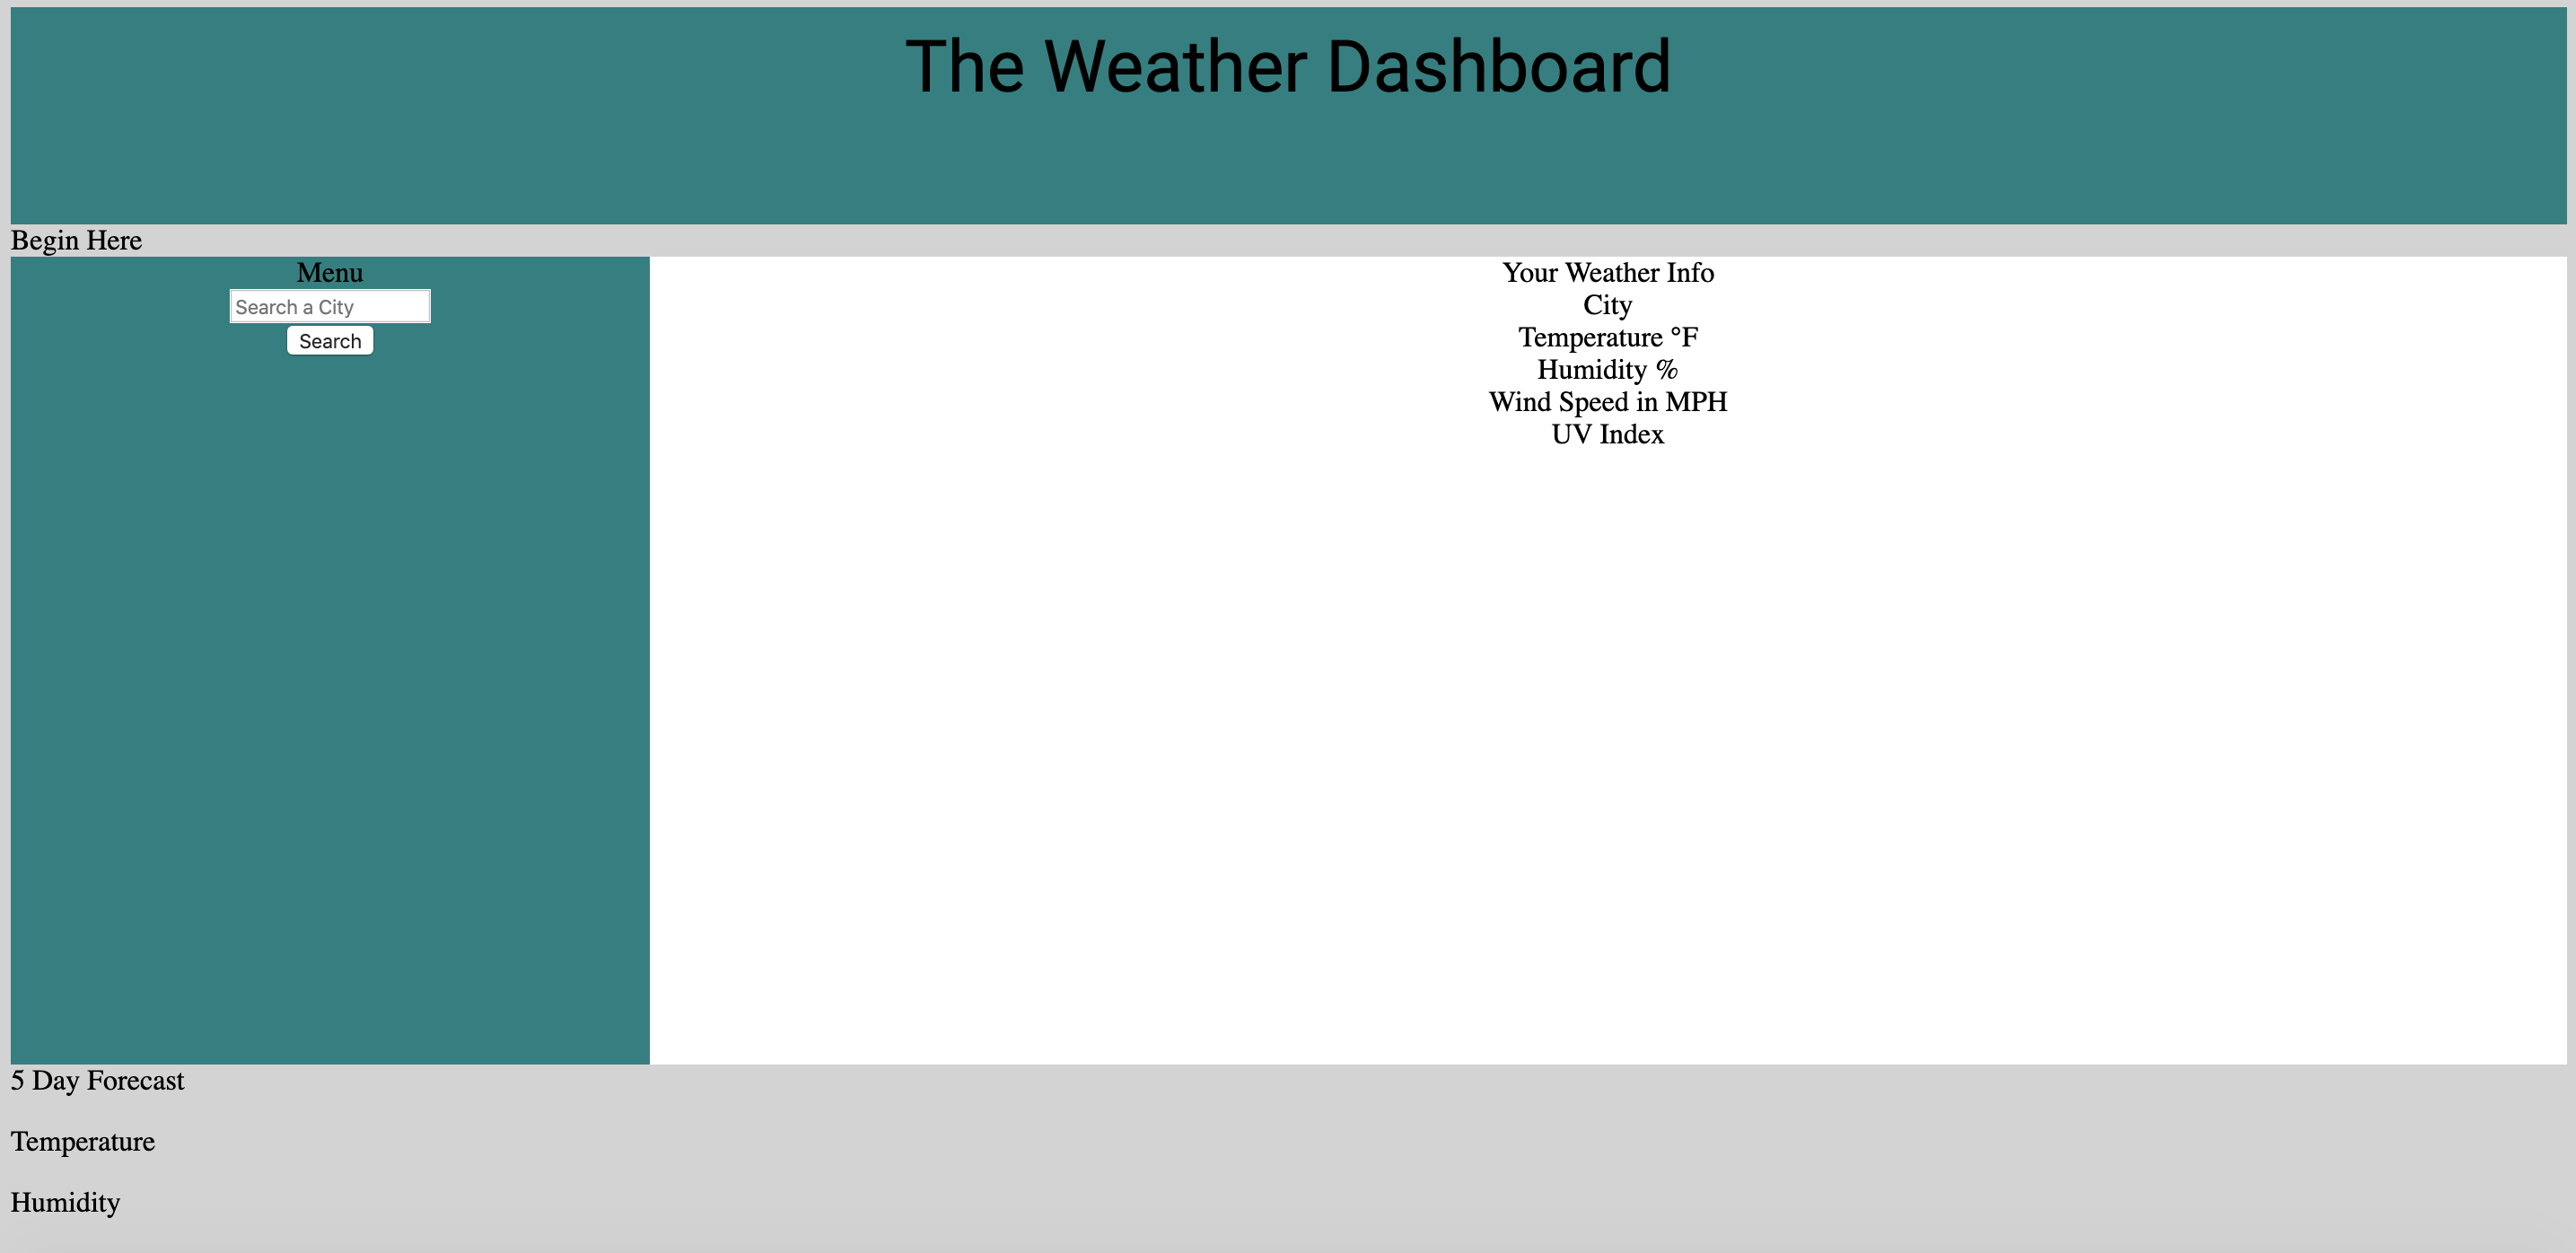 The Weather Dashboard
Begin Here
Menu
Search a City
Search
Your Weather Info
City
Temperature °F
Humidity %
Wind Speed in MPH
UV Index
5 Day Forecast
Temperature
Humidity